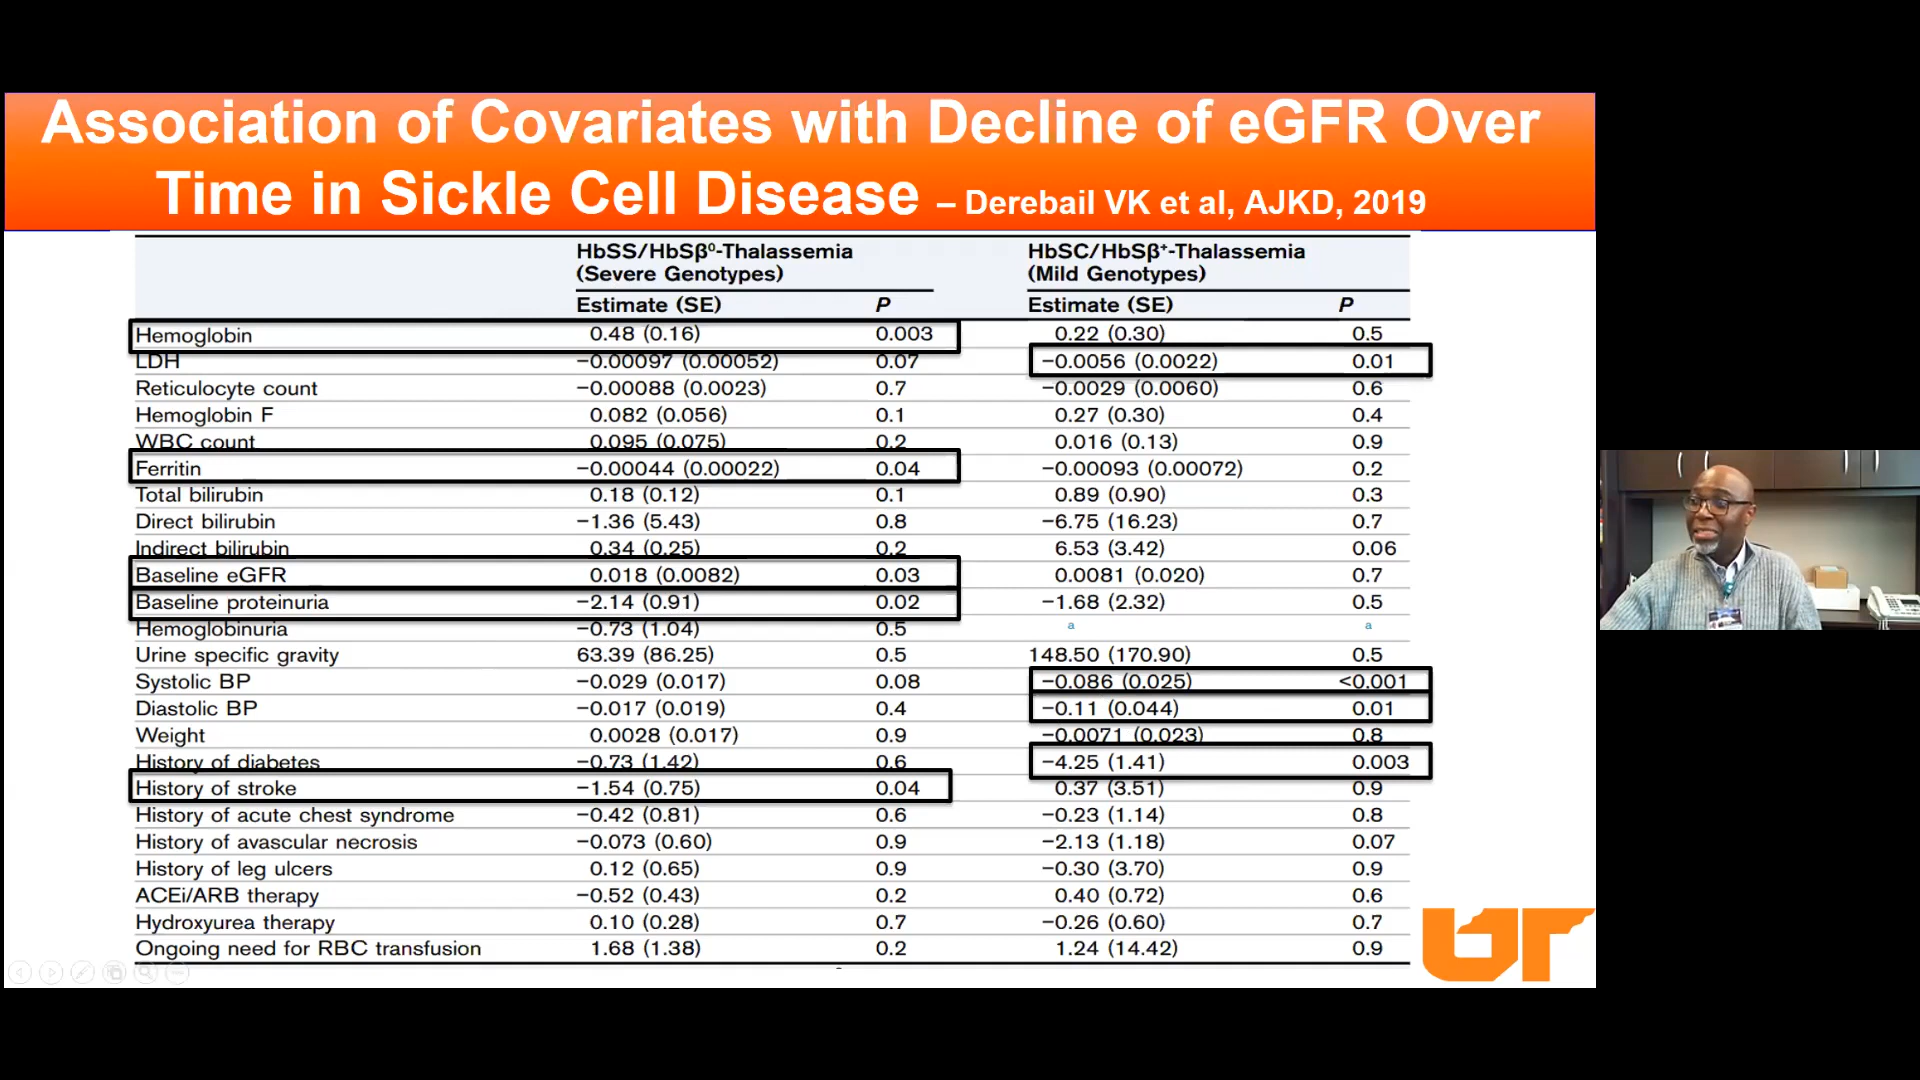 Association of Covariates with Decline of eGFR Over
Time in Sickle Cell Disease – Derebail VK et al, AJKD, 2019
HbSS/HbSβ⁰-Thalassemia HbSC/HbSβ⁺-Thalassemia
(Severe Genotypes) (Mild Genotypes)
Estimate (SE) P Estimate (SE) P
Hemoglobin 0.48 (0.16) 0.003 0.22 (0.30) 0.5
LDH −0.00097 (0.00052) 0.07 −0.0056 (0.0022) 0.01
Reticulocyte count −0.00088 (0.0023) 0.7 −0.0029 (0.0060) 0.6
Hemoglobin F 0.082 (0.056) 0.1 0.27 (0.30) 0.4
WBC count 0.095 (0.075) 0.2 0.016 (0.13) 0.9
Ferritin −0.00044 (0.00022) 0.04 −0.00093 (0.00072) 0.2
Total bilirubin 0.18 (0.12) 0.1 0.89 (0.90) 0.3
Direct bilirubin −1.36 (5.43) 0.8 −6.75 (16.23) 0.7
Indirect bilirubin 0.34 (0.25) 0.2 6.53 (3.42) 0.06
Baseline eGFR 0.018 (0.0082) 0.03 0.0081 (0.020) 0.7
Baseline proteinuria −2.14 (0.91) 0.02 −1.68 (2.32) 0.5
Hemoglobinuria −0.73 (1.04) 0.5 a a
Urine specific gravity 63.39 (86.25) 0.5 148.50 (170.90) 0.5
Systolic BP −0.029 (0.017) 0.08 −0.086 (0.025) <0.001
Diastolic BP −0.017 (0.019) 0.4 −0.11 (0.044) 0.01
Weight 0.0028 (0.017) 0.9 −0.0071 (0.023) 0.8
History of diabetes −0.73 (1.42) 0.6 −4.25 (1.41) 0.003
History of stroke −1.54 (0.75) 0.04 0.37 (3.51) 0.9
History of acute chest syndrome −0.42 (0.81) 0.6 −0.23 (1.14) 0.8
History of avascular necrosis −0.073 (0.60) 0.9 −2.13 (1.18) 0.07
History of leg ulcers 0.12 (0.65) 0.9 −0.30 (3.70) 0.9
ACEi/ARB therapy −0.52 (0.43) 0.2 0.40 (0.72) 0.6
Hydroxyurea therapy 0.10 (0.28) 0.7 −0.26 (0.60) 0.7
Ongoing need for RBC transfusion 1.68 (1.38) 0.2 1.24 (14.42) 0.9
UT